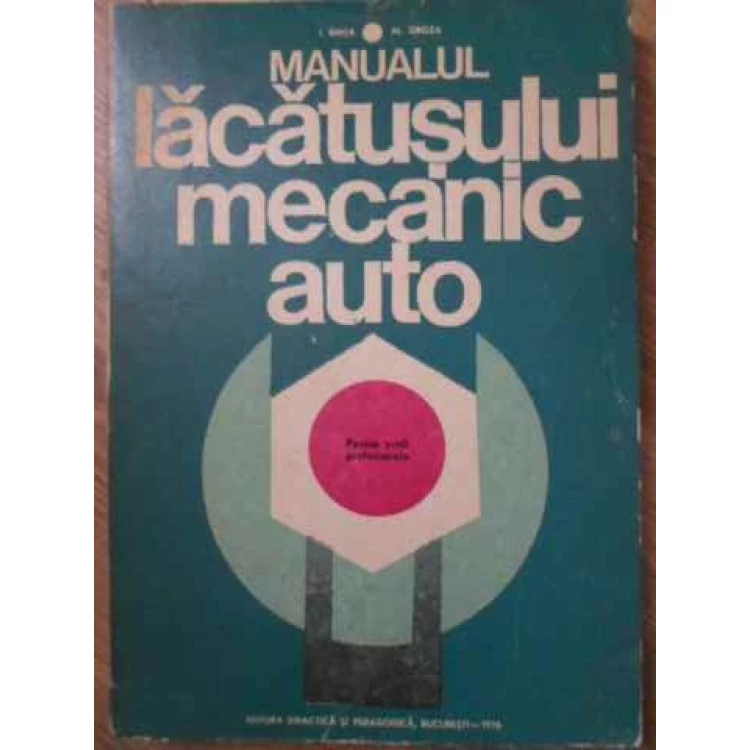 I. GHIȚĂ AL. GROZA
MANUALUL
lăcătușului
mecanic
auto
Pentru școli
profesionale
EDITURA DIDACTICĂ ȘI PEDAGOGICĂ, BUCUREȘTI—1976